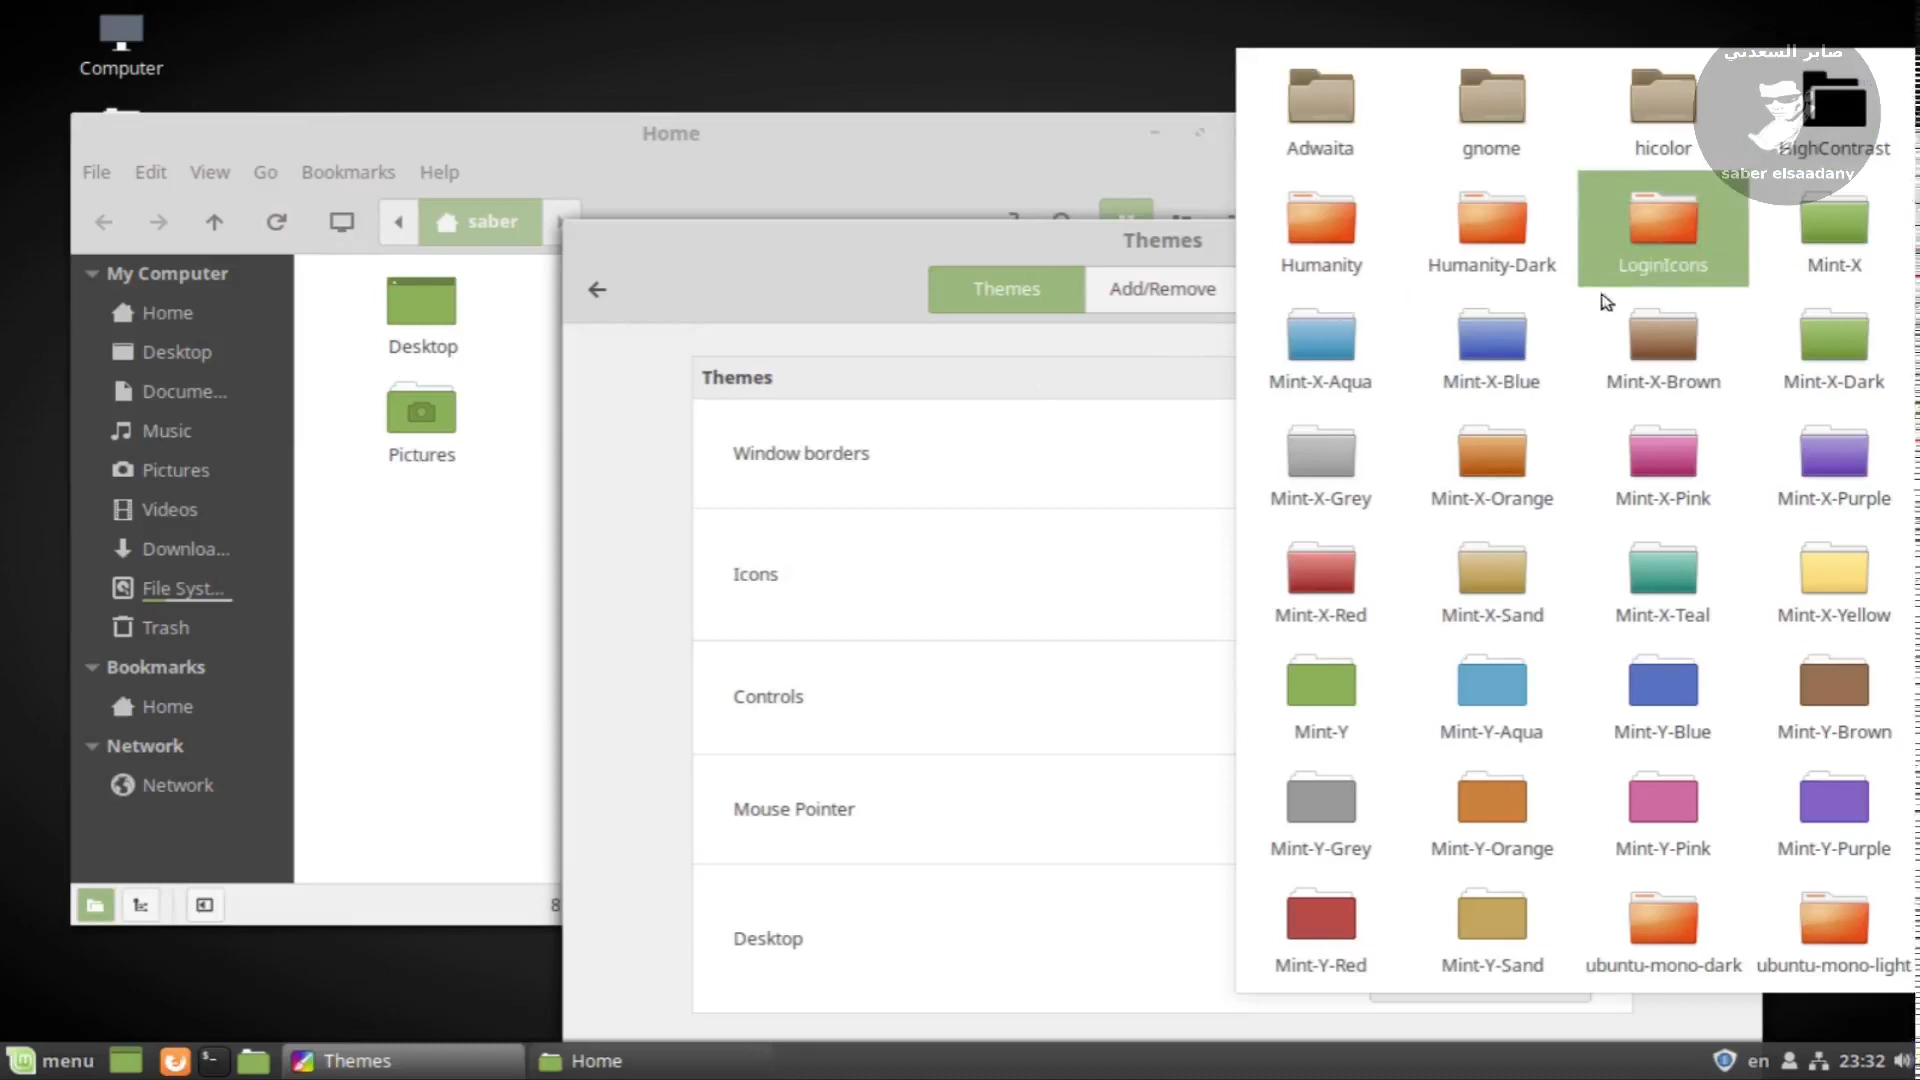 Computer
Home
File Edit View Go Bookmarks Help
saber
My Computer
Home
Desktop
Docume...
Music
Pictures
Videos
Downloa...
File Syst...
Trash
Bookmarks
Home
Network
Network
Desktop
Pictures
8
Themes
Themes Add/Remove
Themes
Window borders
Icons
Controls
Mouse Pointer
Desktop
صابر السعدني
Adwaita gnome hicolor HighContrast
saber elsaadany
Humanity Humanity-Dark LoginIcons Mint-X
Mint-X-Aqua Mint-X-Blue Mint-X-Brown Mint-X-Dark
Mint-X-Grey Mint-X-Orange Mint-X-Pink Mint-X-Purple
Mint-X-Red Mint-X-Sand Mint-X-Teal Mint-X-Yellow
Mint-Y Mint-Y-Aqua Mint-Y-Blue Mint-Y-Brown
Mint-Y-Grey Mint-Y-Orange Mint-Y-Pink Mint-Y-Purple
Mint-Y-Red Mint-Y-Sand ubuntu-mono-dark ubuntu-mono-light
menu Themes Home en 23:32